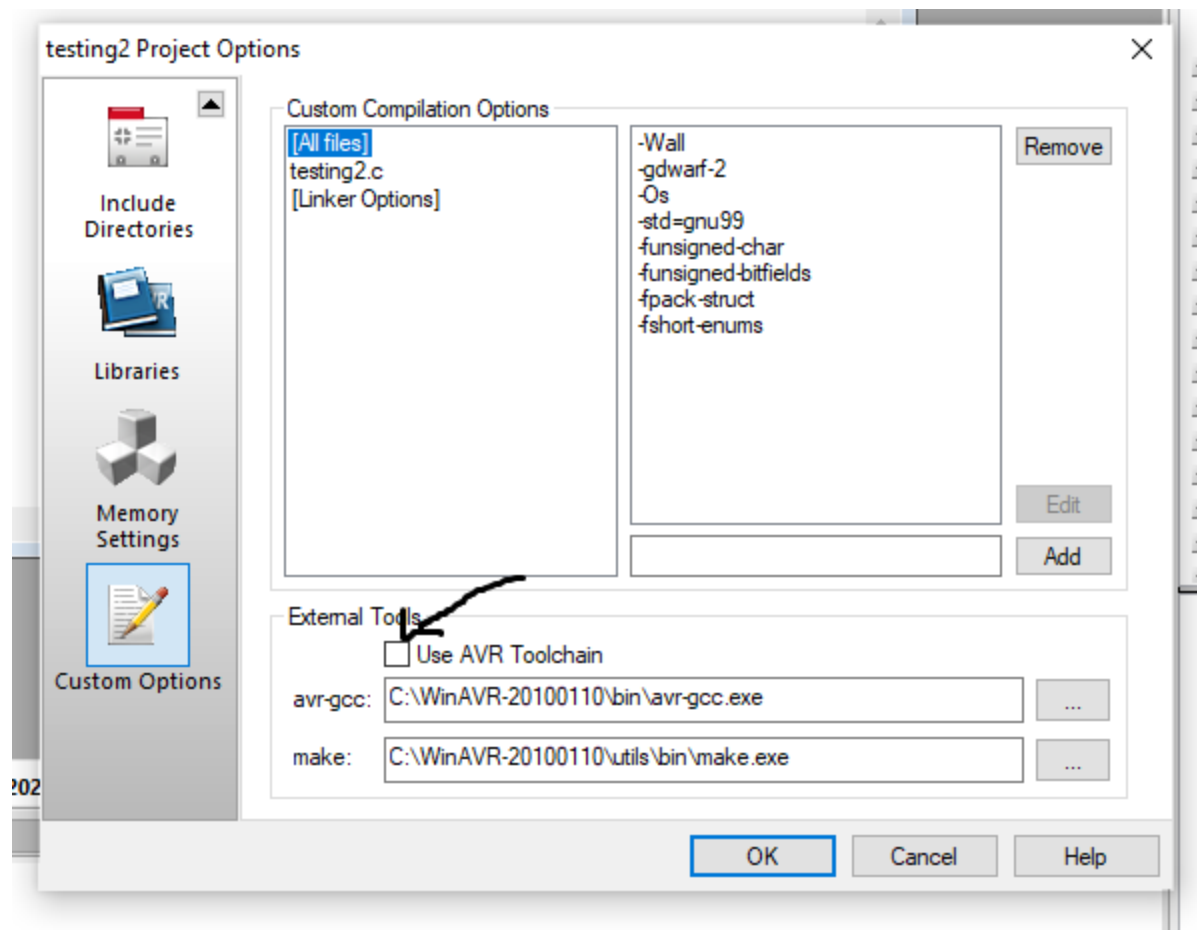 testing2 Project Options
Include
Directories
Libraries
Memory
Settings
Custom Options
Custom Compilation Options
[All files]
testing2.c
[Linker Options]
-Wall
-gdwarf-2
-Os
-std=gnu99
-funsigned-char
-funsigned-bitfields
-fpack-struct
-fshort-enums
Remove
Edit
Add
External Tools
Use AVR Toolchain
avr-gcc: C:\WinAVR-20100110\bin\avr-gcc.exe ...
make: C:\WinAVR-20100110\utils\bin\make.exe ...
OK Cancel Help
202